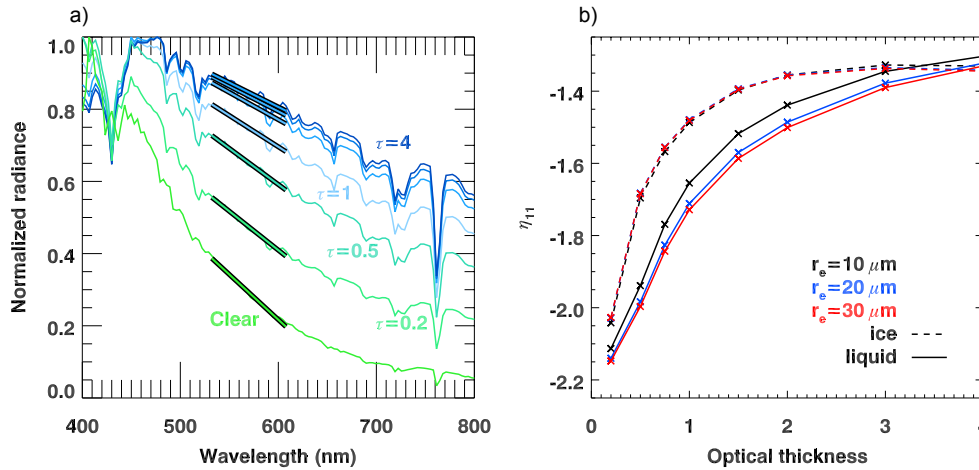 a)
b)
1.0
0.8
0.6
0.4
0.2
0.0
Normalized radiance
τ=4
τ=1
τ=0.5
τ=0.2
Clear
400 500 600 700 800
Wavelength (nm)
-1.4
-1.6
-1.8
-2.0
-2.2
η11
re=10 μm
re=20 μm
re=30 μm
ice
liquid
0 1 2 3
Optical thickness